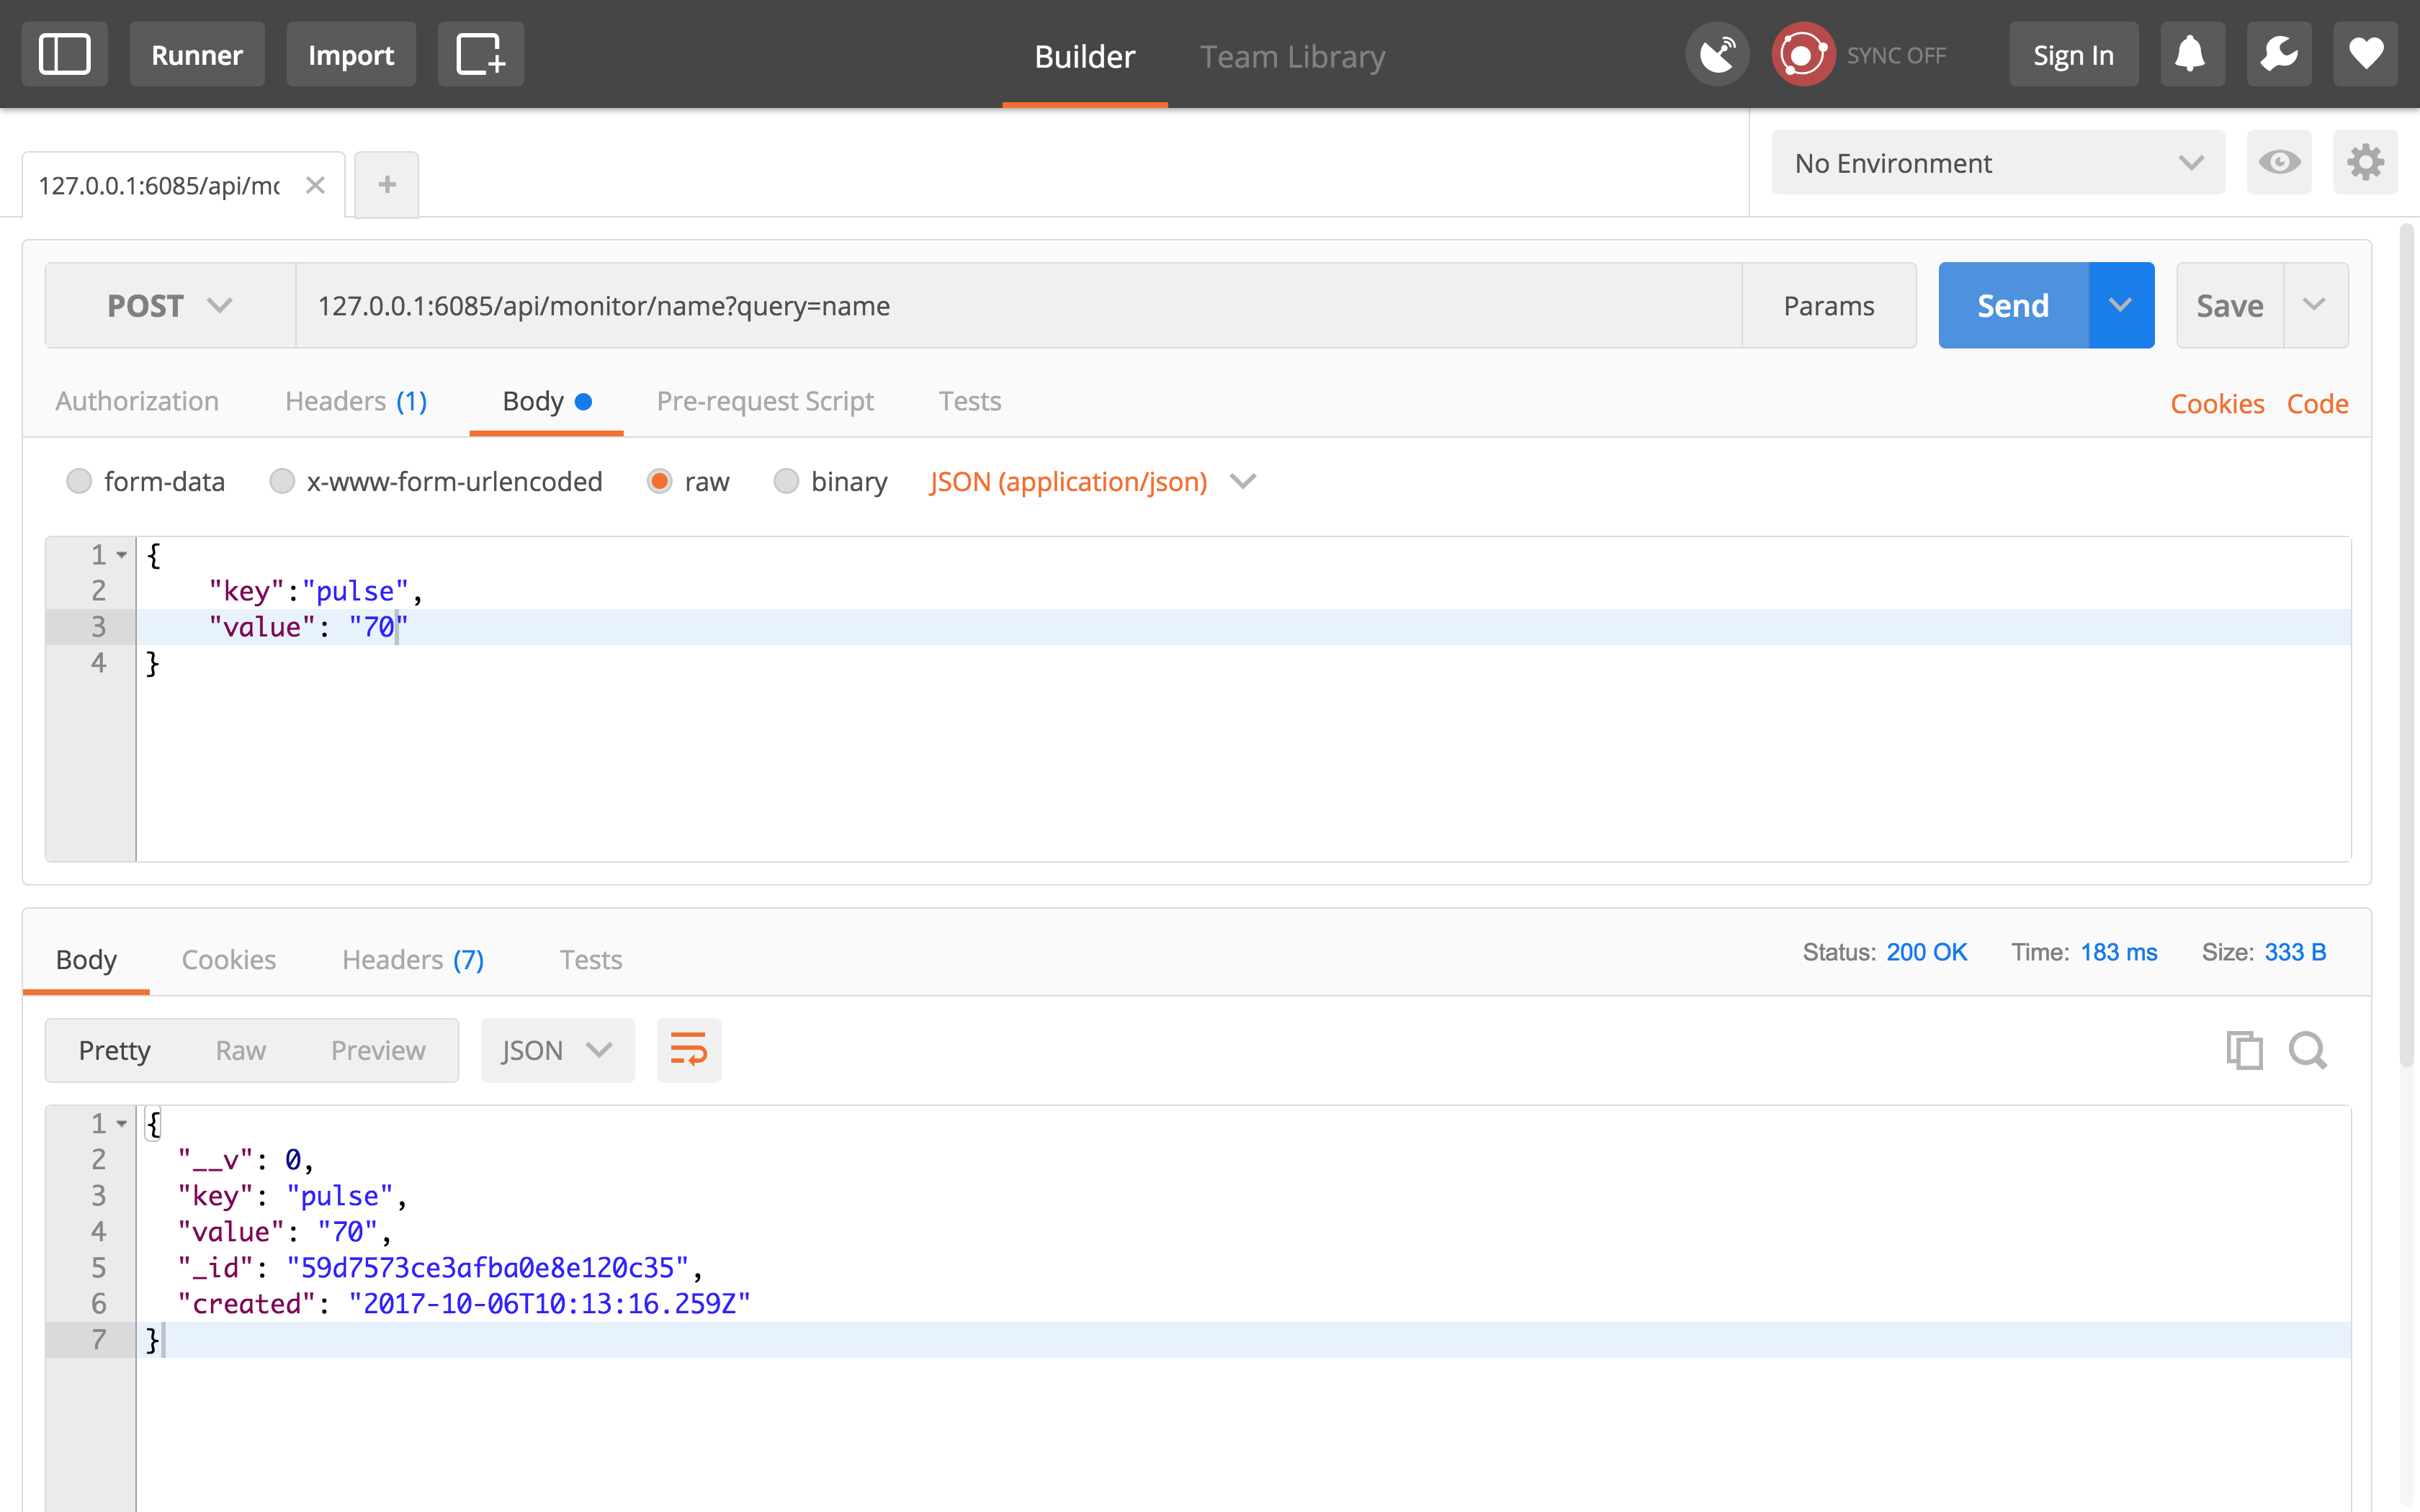 Runner Import Builder Team Library SYNC OFF Sign In
127.0.0.1:6085/api/mo No Environment
POST 127.0.0.1:6085/api/monitor/name?query=name Params Send Save
Authorization Headers (1) Body Pre-request Script Tests Cookies Code
form-data x-www-form-urlencoded raw binary JSON (application/json)
1 {
2 "key":"pulse",
3 "value": "70"
4 }
Body Cookies Headers (7) Tests Status: 200 OK Time: 183 ms Size: 333 B
Pretty Raw Preview JSON
1 {
2 "__v": 0,
3 "key": "pulse",
4 "value": "70",
5 "_id": "59d7573ce3afba0e8e120c35",
6 "created": "2017-10-06T10:13:16.259Z"
7 }